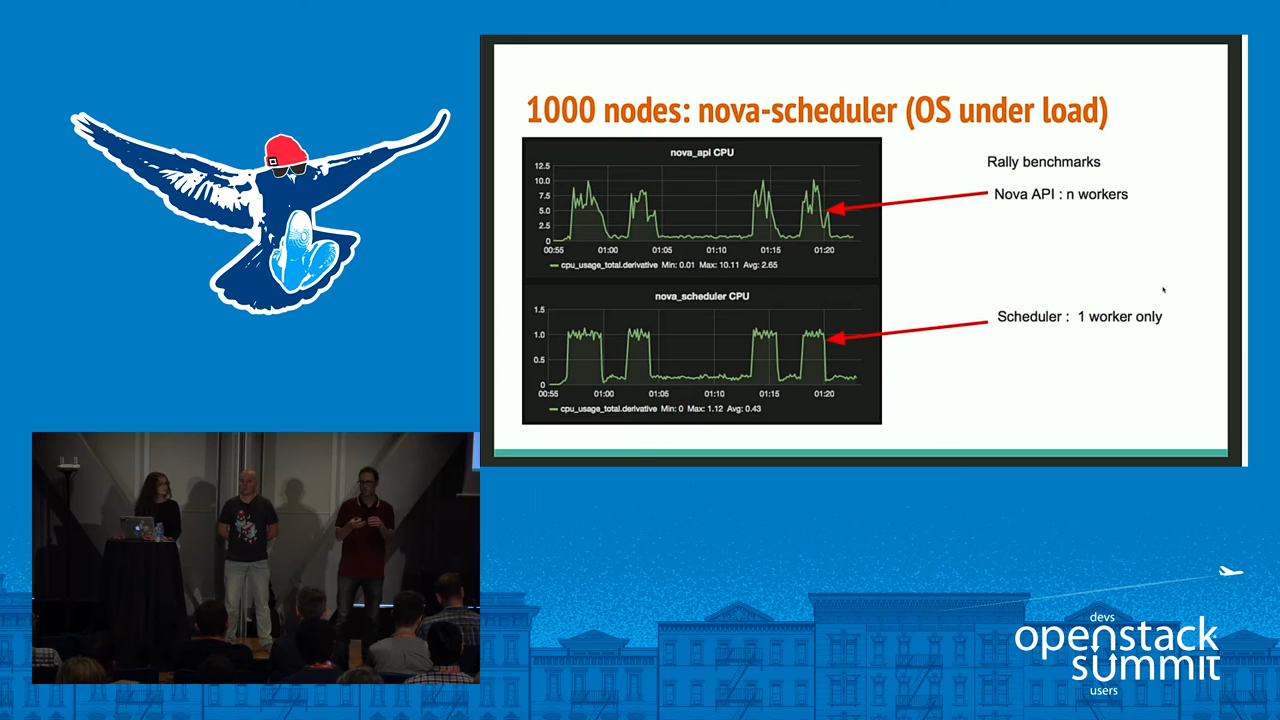 1000 nodes: nova-scheduler (OS under load)
nova_api CPU
12.5
10.0
7.5
5.0
2.5
0
00:55 01:00 01:05 01:10 01:15 01:20
cpu_usage_total.derivative Min: 0.01 Max: 10.11 Avg: 2.65
Rally benchmarks
Nova API : n workers
nova_scheduler CPU
1.5
1.0
0.5
0
00:55 01:00 01:05 01:10 01:15 01:20
cpu_usage_total.derivative Min: 0 Max: 1.12 Avg: 0.43
Scheduler : 1 worker only
devs
openstack
summit
users